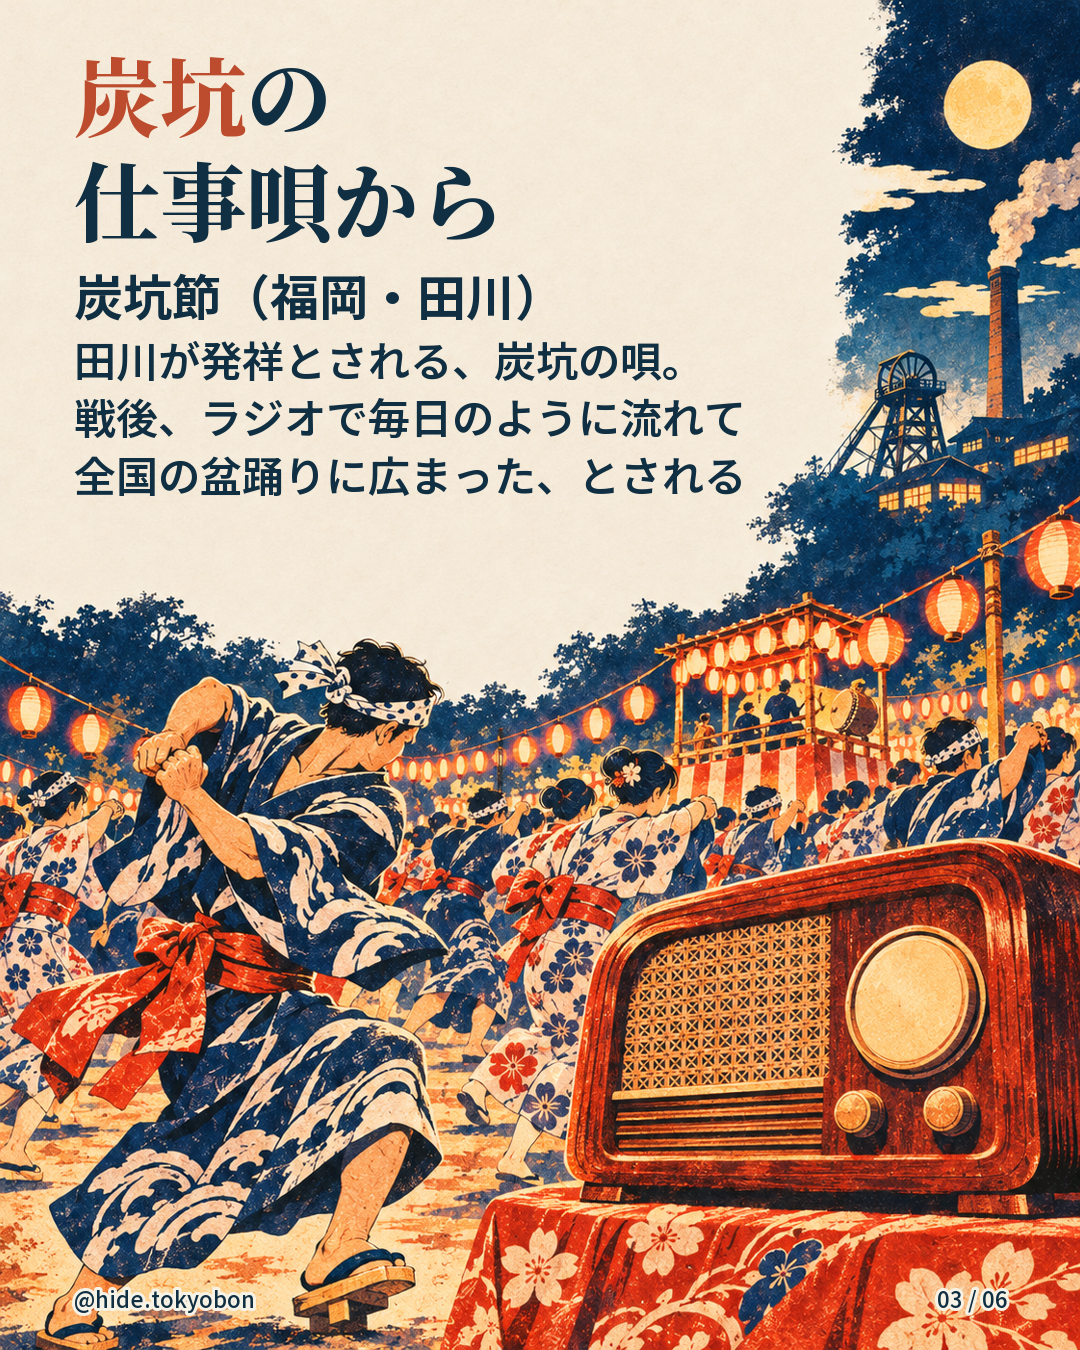 炭坑の
仕事唄から
炭坑節（福岡・田川）
田川が発祥とされる、炭坑の唄。
戦後、ラジオで毎日のように流れて
全国の盆踊りに広まった、とされる
@hide.tokyobon
03 / 06